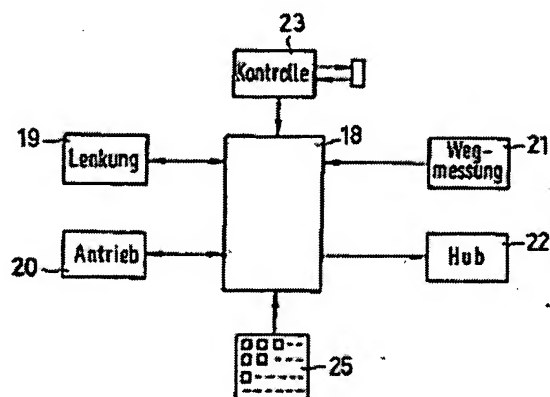 23
Kontrolle
19
Lenkung
18
Weg-
messung
21
Antrieb
20
Hub
22
25